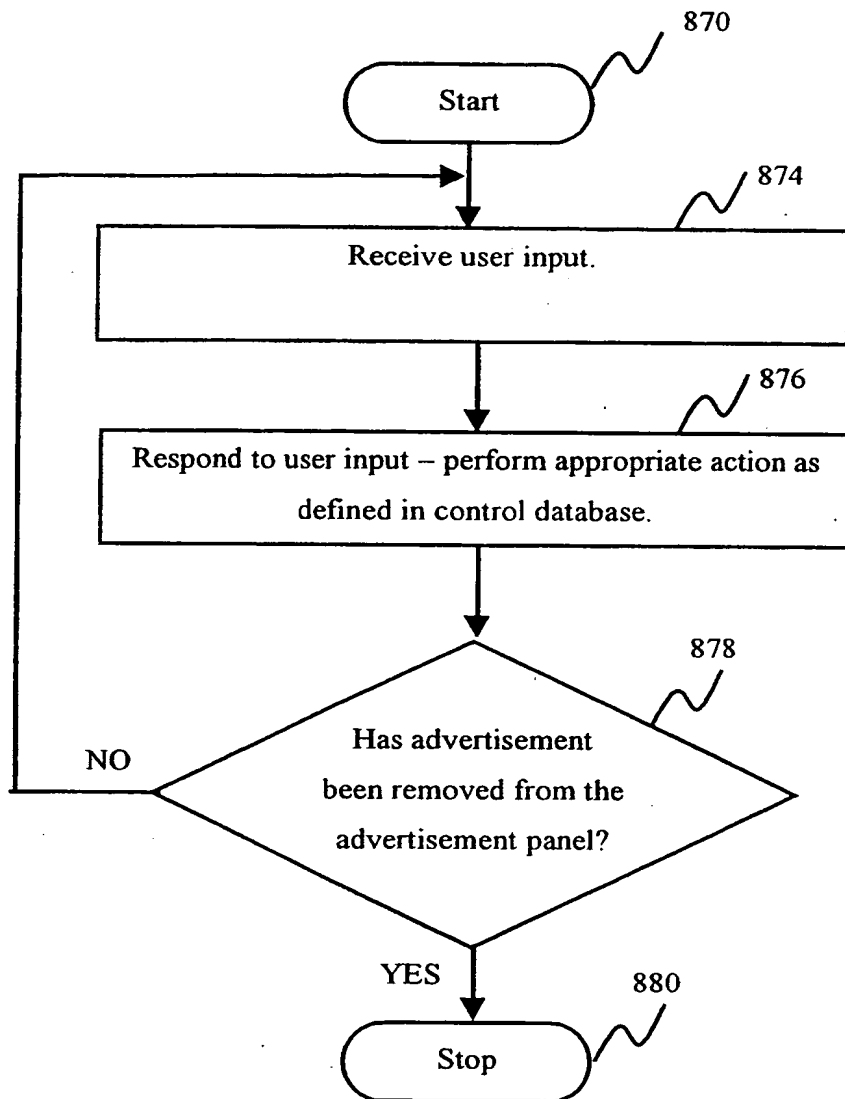 870
Start
874
Receive user input.
876
Respond to user input – perform appropriate action as
defined in control database.
878
Has advertisement
been removed from the
advertisement panel?
NO
YES
880
Stop